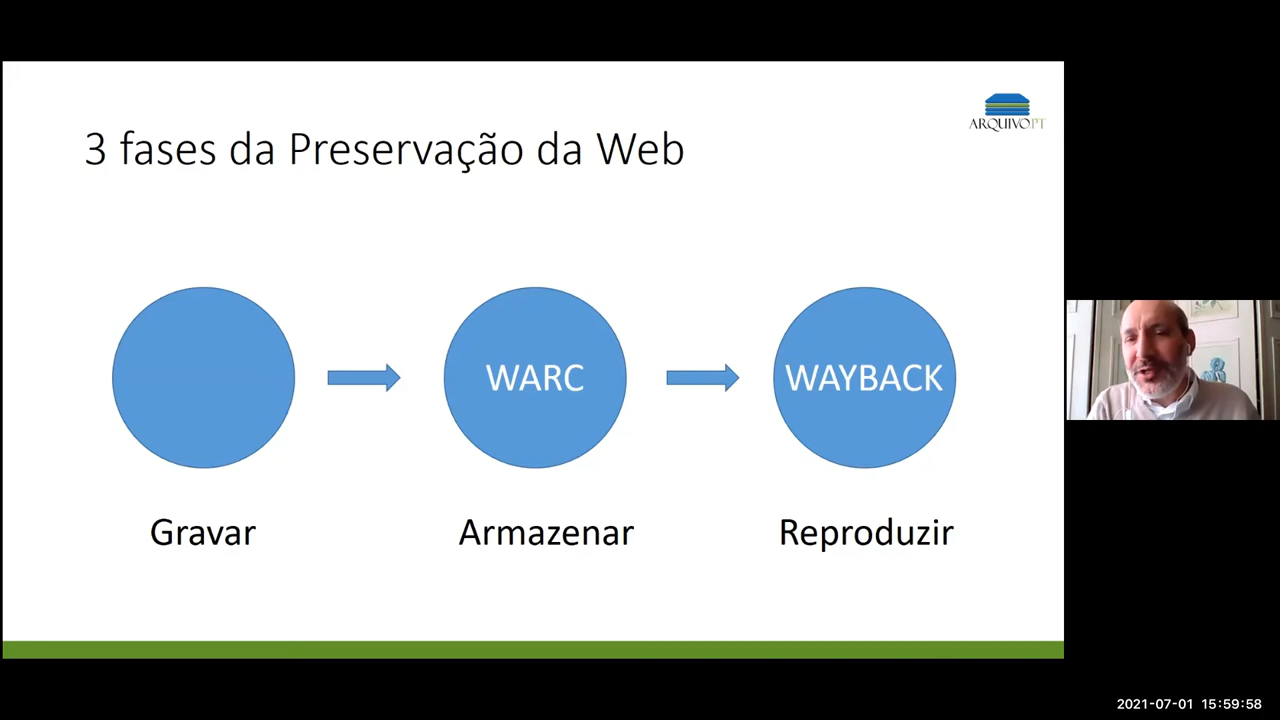 ARQUIVO.PT
3 fases da Preservação da Web
WARC
WAYBACK
Gravar
Armazenar
Reproduzir
2021-07-01 15:59:58